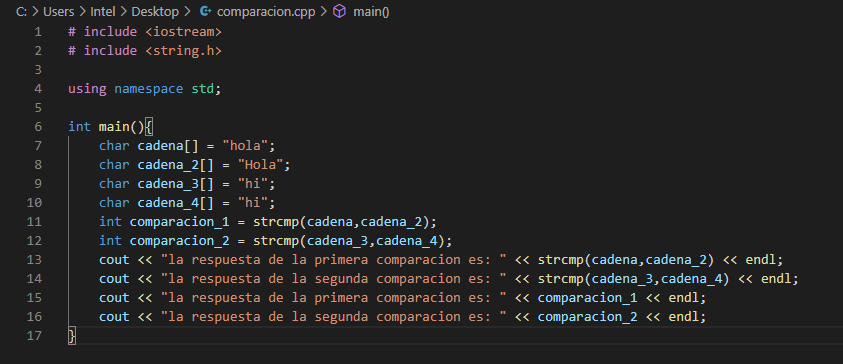 C: > Users > Intel > Desktop > comparacion.cpp > main()
1 # include <iostream>
2 # include <string.h>
3
4 using namespace std;
5
6 int main(){
7     char cadena[] = "hola";
8     char cadena_2[] = "Hola";
9     char cadena_3[] = "hi";
10     char cadena_4[] = "hi";
11     int comparacion_1 = strcmp(cadena,cadena_2);
12     int comparacion_2 = strcmp(cadena_3,cadena_4);
13     cout << "la respuesta de la primera comparacion es: " << strcmp(cadena,cadena_2) << endl;
14     cout << "la respuesta de la segunda comparacion es: " << strcmp(cadena_3,cadena_4) << endl;
15     cout << "la respuesta de la primera comparacion es: " << comparacion_1 << endl;
16     cout << "la respuesta de la segunda comparacion es: " << comparacion_2 << endl;
17 }